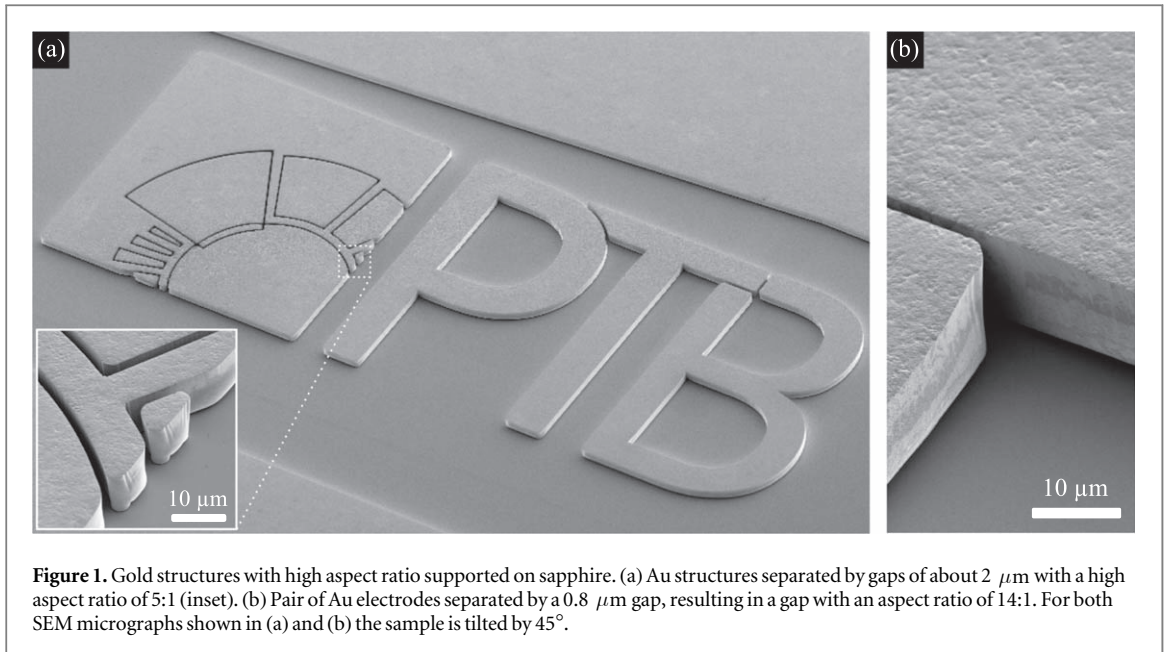 (a)
(b)
PTB
10 µm
10 µm
Figure 1. Gold structures with high aspect ratio supported on sapphire. (a) Au structures separated by gaps of about 2 µm with a high
aspect ratio of 5:1 (inset). (b) Pair of Au electrodes separated by a 0.8 µm gap, resulting in a gap with an aspect ratio of 14:1. For both
SEM micrographs shown in (a) and (b) the sample is tilted by 45°.